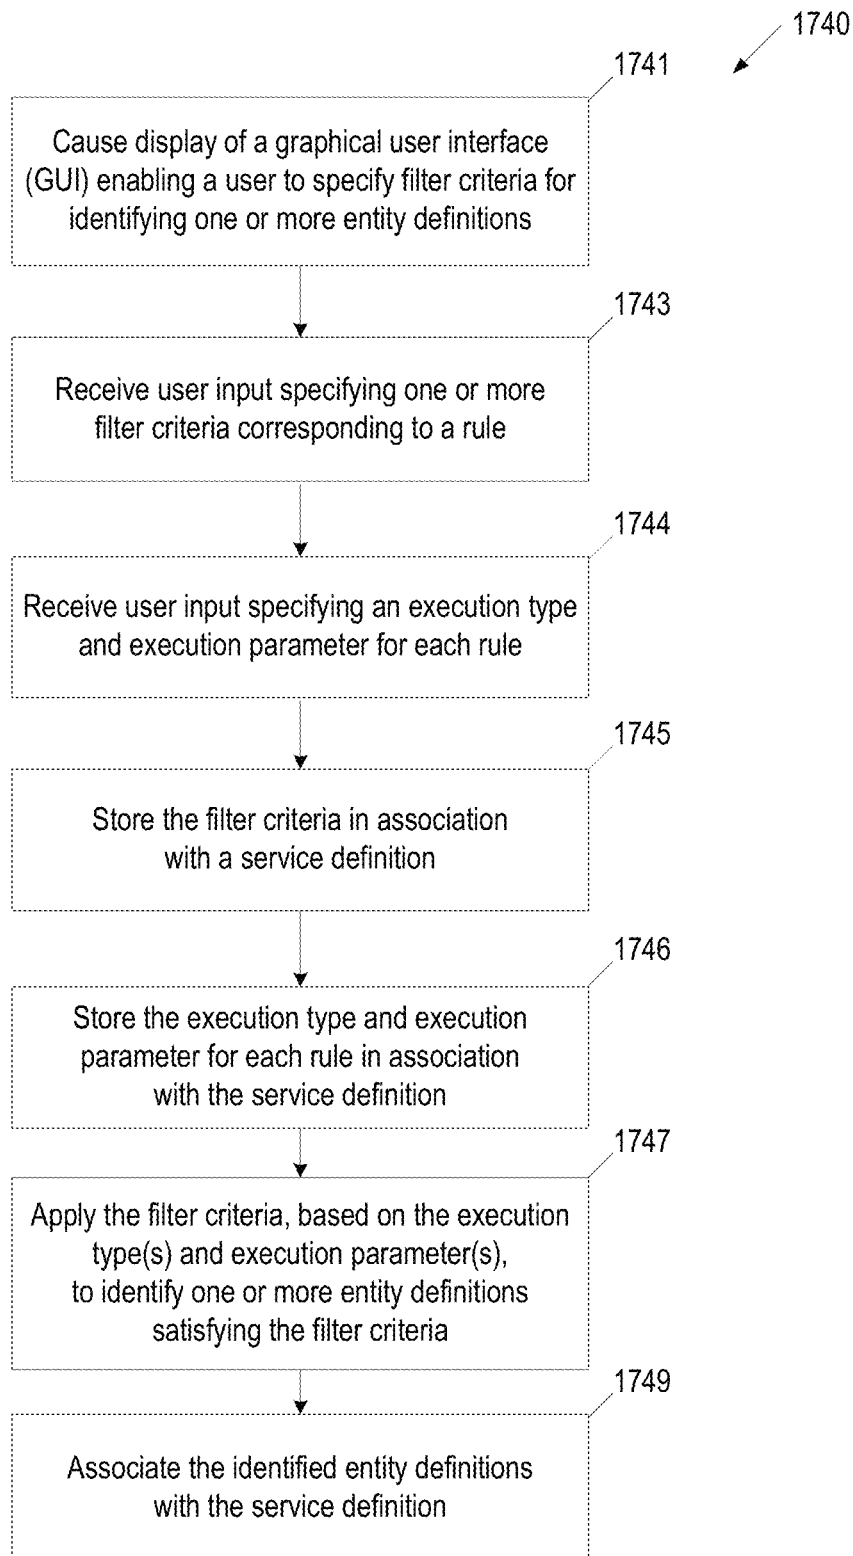 1740
1741
Cause display of a graphical user interface
(GUI) enabling a user to specify filter criteria for
identifying one or more entity definitions
1743
Receive user input specifying one or more
filter criteria corresponding to a rule
1744
Receive user input specifying an execution type
and execution parameter for each rule
1745
Store the filter criteria in association
with a service definition
1746
Store the execution type and execution
parameter for each rule in association
with the service definition
1747
Apply the filter criteria, based on the execution
type(s) and execution parameter(s),
to identify one or more entity definitions
satisfying the filter criteria
1749
Associate the identified entity definitions
with the service definition